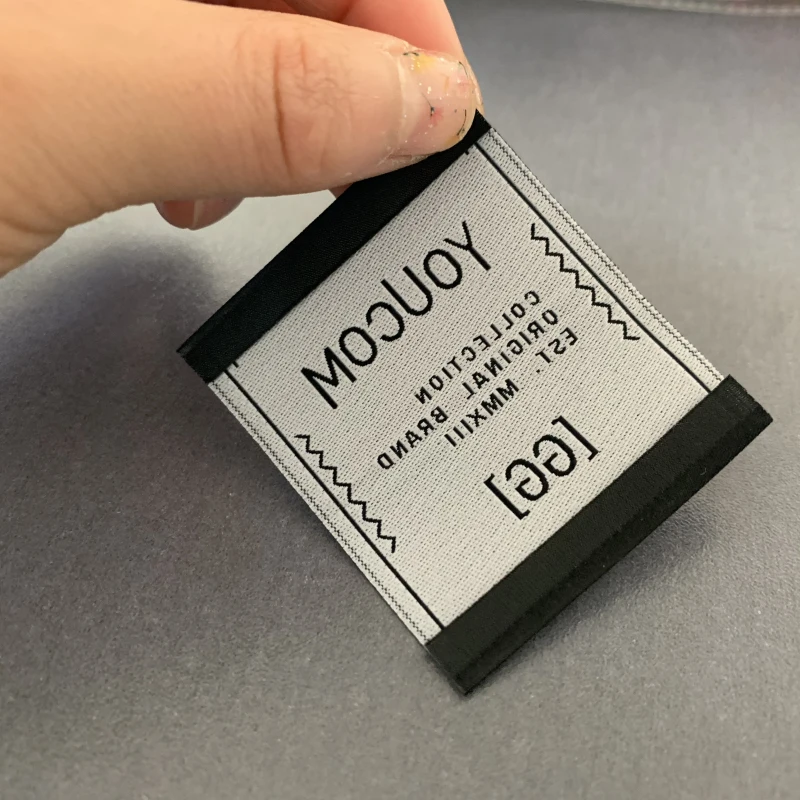 YOUCOM
COLLECTION
ORIGINAL BRAND
EST. MMXIII
[GG]